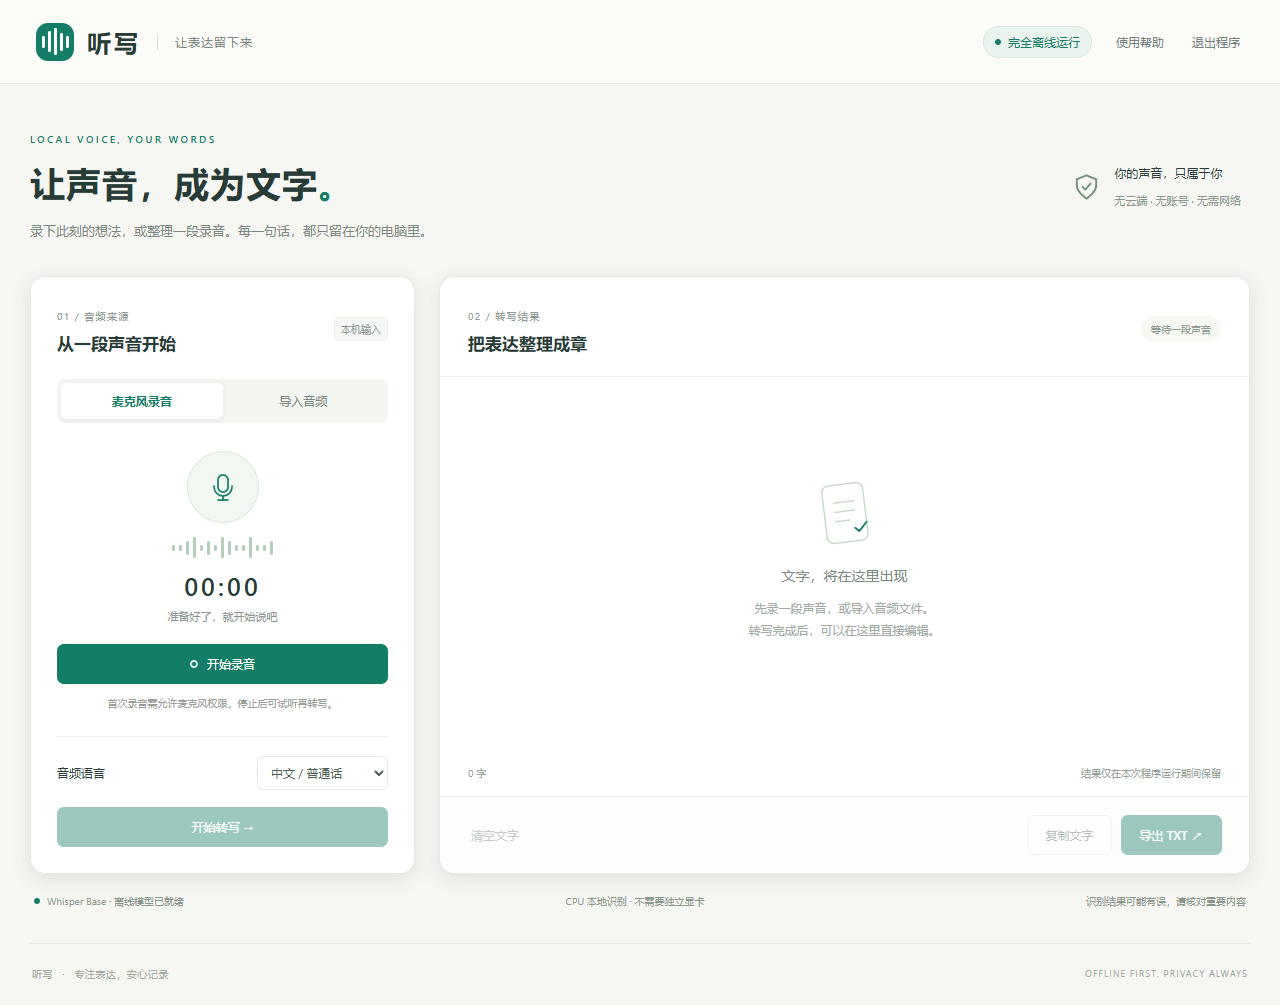 听写
让表达留下来
完全离线运行
使用帮助
退出程序
LOCAL VOICE, YOUR WORDS
让声音，成为文字。
录下此刻的想法，或整理一段录音。每一句话，都只留在你的电脑里。
你的声音，只属于你
无云端 · 无账号 · 无需网络
01 / 音频来源
从一段声音开始
本机输入
麦克风录音
导入音频
00:00
准备好了，就开始说吧
开始录音
首次录音需允许麦克风权限，停止后可试听再转写。
音频语言
中文 / 普通话
开始转写 →
02 / 转写结果
把表达整理成章
等待一段声音
文字，将在这里出现
先录一段声音，或导入音频文件。
转写完成后，可以在这里直接编辑。
0 字
结果仅在本次程序运行期间保留
清空文字
复制文字
导出 TXT ↗
Whisper Base · 离线模型已就绪
CPU 本地识别 · 不需要独立显卡
识别结果可能有误，请核对重要内容
听写 · 专注表达，安心记录
OFFLINE FIRST, PRIVACY ALWAYS